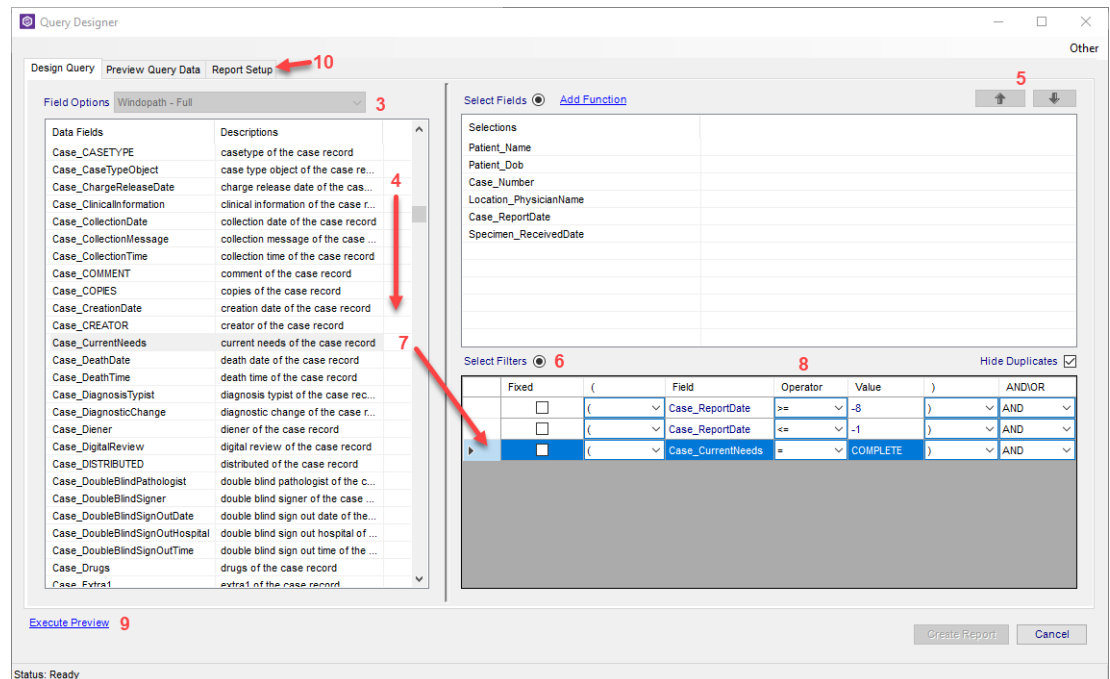 Query Designer
Other
Design Query Preview Query Data Report Setup 10
Field Options Windopath - Full 3
Data Fields Descriptions
Case_CASETYPE casetype of the case record
Case_CaseTypeObject case type object of the case re...
Case_ChargeReleaseDate charge release date of the cas...
4
Case_ClinicalInformation clinical information of the case r...
Case_CollectionDate collection date of the case record
Case_CollectionMessage collection message of the case ...
Case_CollectionTime collection time of the case record
Case_COMMENT comment of the case record
Case_COPIES copies of the case record
Case_CreationDate creation date of the case record
Case_CREATOR creator of the case record
Case_CurrentNeeds current needs of the case record 7
Case_DeathDate death date of the case record
Case_DeathTime death time of the case record
Case_DiagnosisTypist diagnosis typist of the case rec...
Case_DiagnosticChange diagnostic change of the case r...
Case_Diener diener of the case record
Case_DigitalReview digital review of the case record
Case_DISTRIBUTED distributed of the case record
Case_DoubleBlindPathologist double blind pathologist of the c...
Case_DoubleBlindSigner double blind signer of the case ...
Case_DoubleBlindSignOutDate double blind sign out date of the...
Case_DoubleBlindSignOutHospital double blind sign out hospital of ...
Case_DoubleBlindSignOutTime double blind sign out time of the ...
Case_Drugs drugs of the case record
Case_Extra1 extra1 of the case record
5
Select Fields Add Function
Selections
Patient_Name
Patient_Dob
Case_Number
Location_PhysicianName
Case_ReportDate
Specimen_ReceivedDate
Select Filters 6 8 Hide Duplicates
Fixed ( Field Operator Value ) AND\OR
( Case_ReportDate >= -8 ) AND
( Case_ReportDate <= -1 ) AND
( Case_CurrentNeeds = COMPLETE ) AND
Execute Preview 9
Create Report Cancel
Status: Ready